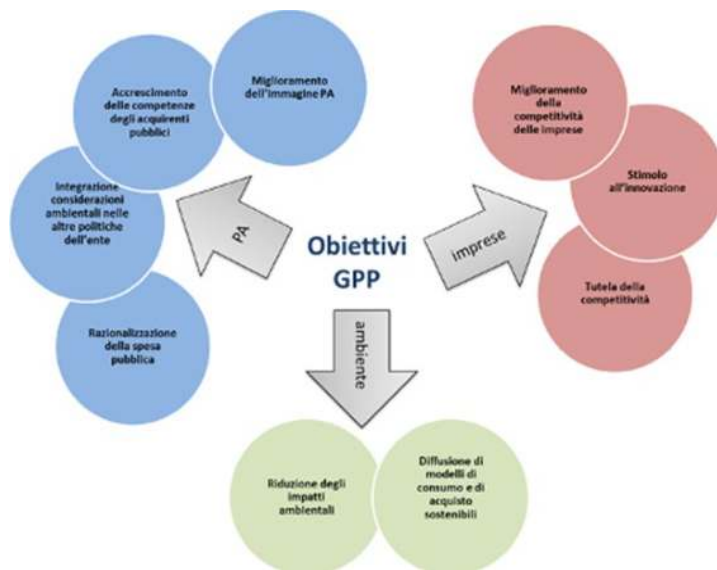 Miglioramento
dell'immagine PA
Accrescimento
delle competenze
degli acquirenti
pubblici
Integrazione
considerazioni
ambientali nelle
altre politiche
dell'ente
Razionalizzazione
della spesa
pubblica
PA
Obiettivi
GPP
imprese
Miglioramento
della
competitività
delle imprese
Stimolo
all'innovazione
Tutela della
competitività
ambiente
Riduzione degli
impatti
ambientali
Diffusione di
modelli di
consumo e di
acquisto
sostenibili